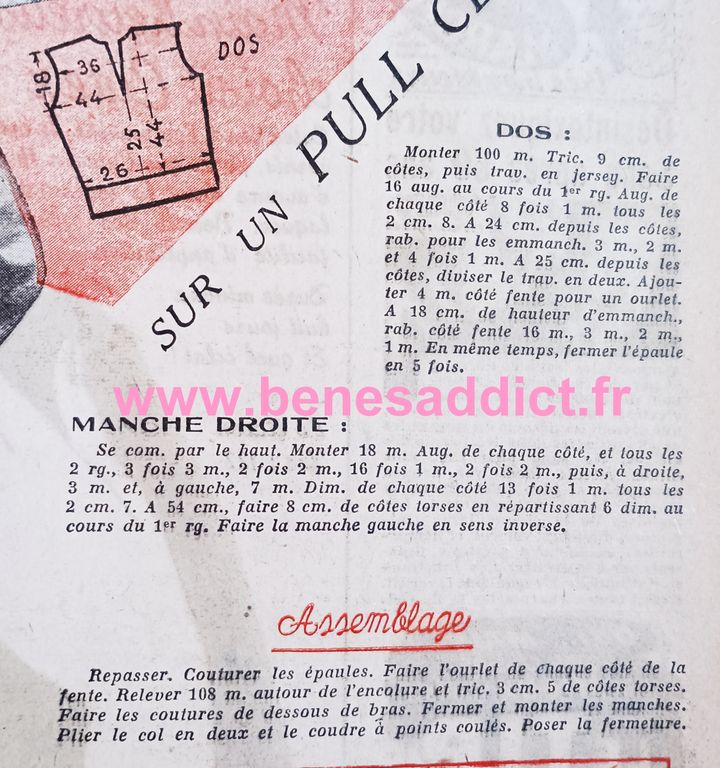 DOS
36
18
44
25
44
26
SUR UN PULL
DOS :
Monter 100 m. Tric. 9 cm. de
côtes, puis trav. en jersey. Faire
16 aug. au cours du 1er rg. Aug. de
chaque côté 8 fois 1 m. tous les
2 cm. 8. A 24 cm. depuis les côtes,
rab. pour les emmanch. 3 m., 2 m.
et 4 fois 1 m. A 25 cm. depuis les
côtes, diviser le trav. en deux. Ajou-
ter 4 m. côté fente pour un ourlet.
A 18 cm. de hauteur d'emmanch.,
rab. côté fente 16 m., 3 m., 2 m.,
1 m. En même temps, fermer l'épaule
en 5 fois.
www.benesaddict.fr
MANCHE DROITE :
Se com. par le haut. Monter 18 m. Aug. de chaque côté, et tous les
2 rg., 3 fois 3 m., 2 fois 2 m., 16 fois 1 m., 2 fois 2 m., puis, à droite,
3 m. et, à gauche, 7 m. Dim. de chaque côté 13 fois 1 m. tous les
2 cm. 7. A 54 cm., faire 8 cm. de côtes torses en répartissant 6 dim. au
cours du 1er rg. Faire la manche gauche en sens inverse.
Assemblage
Repasser. Couturer les épaules. Faire l'ourlet de chaque côté de la
fente. Relever 108 m. autour de l'encolure et tric. 3 cm. 5 de côtes torses.
Faire les coutures de dessous de bras. Fermer et monter les manches.
Plier le col en deux et le coudre à points coulés. Poser la fermeture.